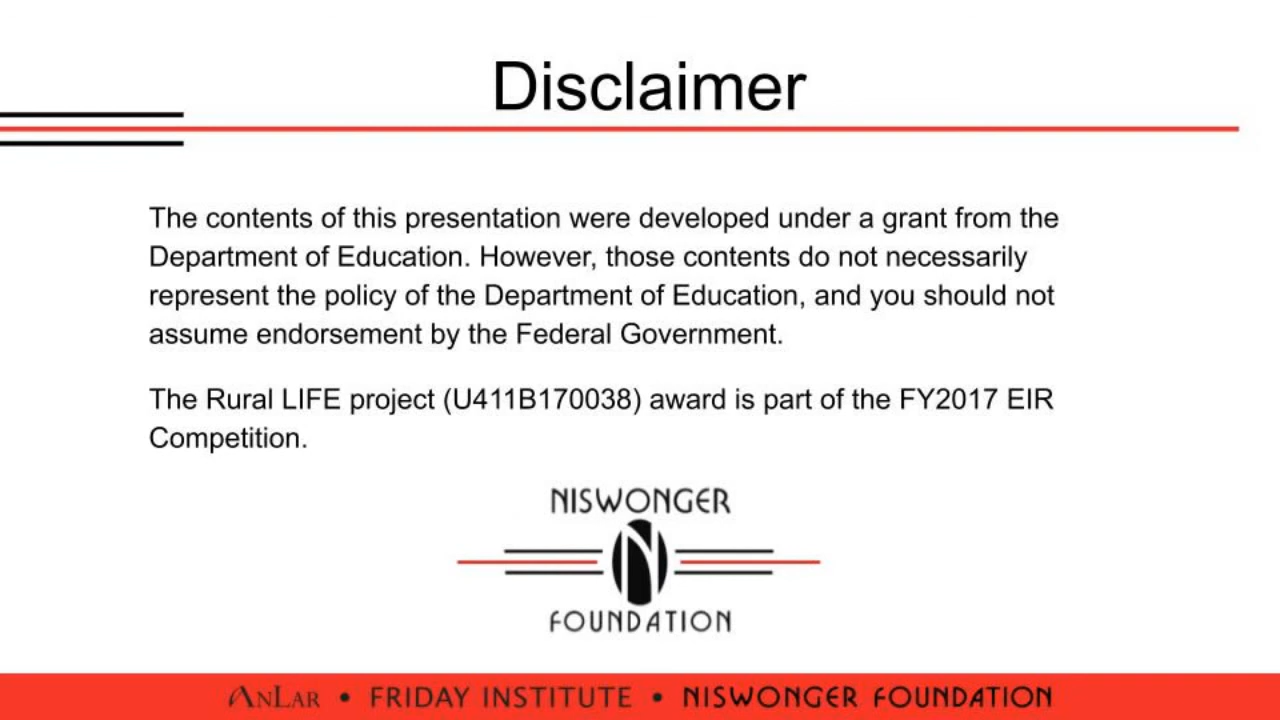 Disclaimer
The contents of this presentation were developed under a grant from the
Department of Education. However, those contents do not necessarily
represent the policy of the Department of Education, and you should not
assume endorsement by the Federal Government.
The Rural LIFE project (U411B170038) award is part of the FY2017 EIR
Competition.
NISWONGER
N
FOUNDATION
ANLAR • FRIDAY INSTITUTE • NISWONGER FOUNDATION